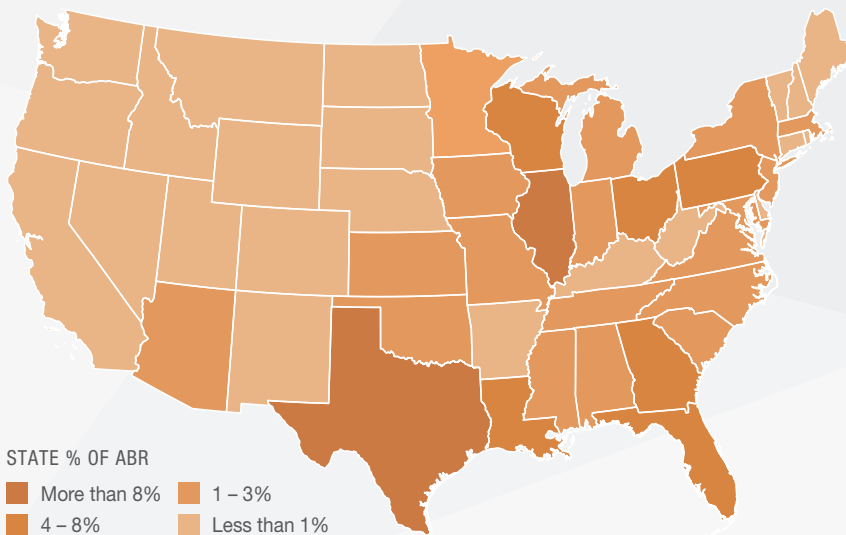 STATE % OF ABR
More than 8%
1 – 3%
4 – 8%
Less than 1%